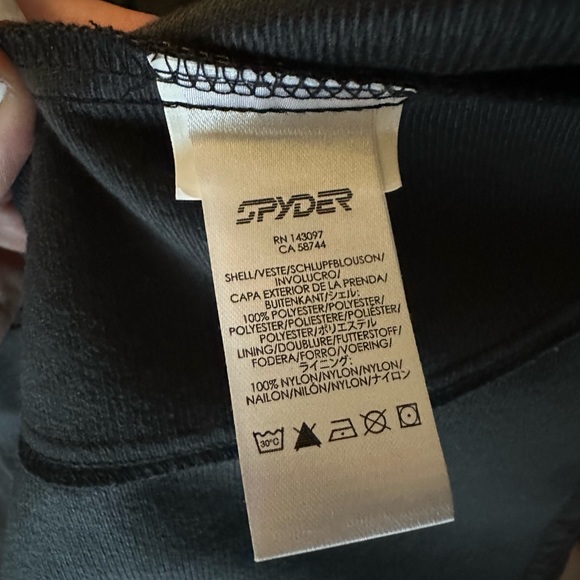 SPYDER
RN 143097
CA 58744
SHELL/VESTE/SCHLUPFBLOUSON/
INVOLUCRO/
CAPA EXTERIOR DE LA PRENDA/
BUITENKANT/シェル:
100% POLYESTER/POLYESTER/
POLYESTER/POLIESTERE/POLIÉSTER/
POLYESTER/ポリエステル
LINING/DOUBLURE/FUTTERSTOFF/
FODERA/FORRO/VOERING/
ライニング:
100% NYLON/NYLON/NYLON/
NAILON/NILÓN/NYLON/ナイロン
30°C